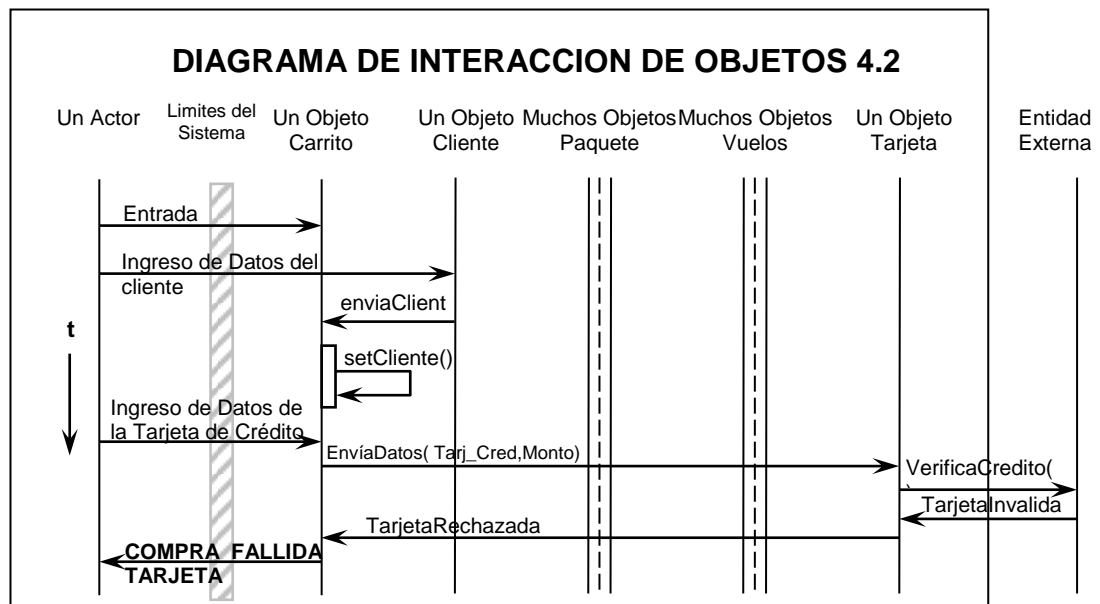 DIAGRAMA DE INTERACCION DE OBJETOS 4.2
Un Actor
Limites del
Sistema
Un Objeto
Carrito
Un Objeto
Cliente
Muchos Objetos
Paquete
Muchos Objetos
Vuelos
Un Objeto
Tarjeta
Entidad
Externa
Entrada
Ingreso de Datos del
cliente
enviaClient
t
setCliente()
Ingreso de Datos de
la Tarjeta de Crédito
EnvíaDatos( Tarj_Cred,Monto)
VerificaCredito(
TarjetaInvalida
TarjetaRechazada
COMPRA FALLIDA
TARJETA